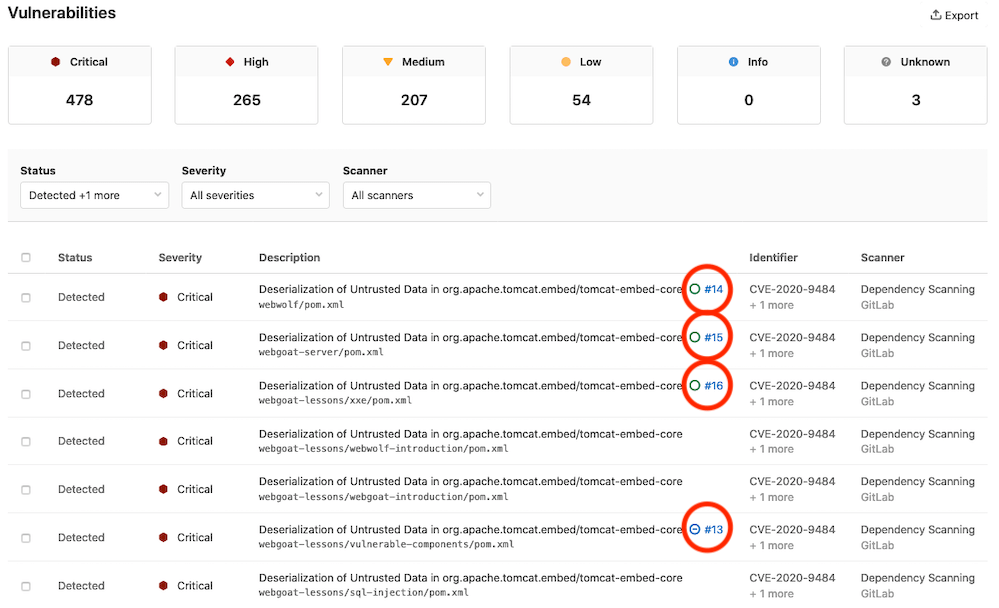 Vulnerabilities
Export
Critical High Medium Low Info Unknown
478 265 207 54 0 3
Status Severity Scanner
Detected +1 more All severities All scanners
Status Severity Description Identifier Scanner
Deserialization of Untrusted Data in org.apache.tomcat.embed/tomcat-embed-core #14 CVE-2020-9484 Dependency Scanning
Detected Critical
webwolf/pom.xml + 1 more GitLab
Deserialization of Untrusted Data in org.apache.tomcat.embed/tomcat-embed-core #15 CVE-2020-9484 Dependency Scanning
Detected Critical
webgoat-server/pom.xml + 1 more GitLab
Deserialization of Untrusted Data in org.apache.tomcat.embed/tomcat-embed-core #16 CVE-2020-9484 Dependency Scanning
Detected Critical
webgoat-lessons/xxe/pom.xml + 1 more GitLab
Deserialization of Untrusted Data in org.apache.tomcat.embed/tomcat-embed-core CVE-2020-9484 Dependency Scanning
Detected Critical
webgoat-lessons/webwolf-introduction/pom.xml + 1 more GitLab
Deserialization of Untrusted Data in org.apache.tomcat.embed/tomcat-embed-core CVE-2020-9484 Dependency Scanning
Detected Critical
webgoat-lessons/webgoat-introduction/pom.xml + 1 more GitLab
Deserialization of Untrusted Data in org.apache.tomcat.embed/tomcat-embed-core #13 CVE-2020-9484 Dependency Scanning
Detected Critical
webgoat-lessons/vulnerable-components/pom.xml + 1 more GitLab
Deserialization of Untrusted Data in org.apache.tomcat.embed/tomcat-embed-core CVE-2020-9484 Dependency Scanning
Detected Critical
webgoat-lessons/sql-injection/pom.xml + 1 more GitLab